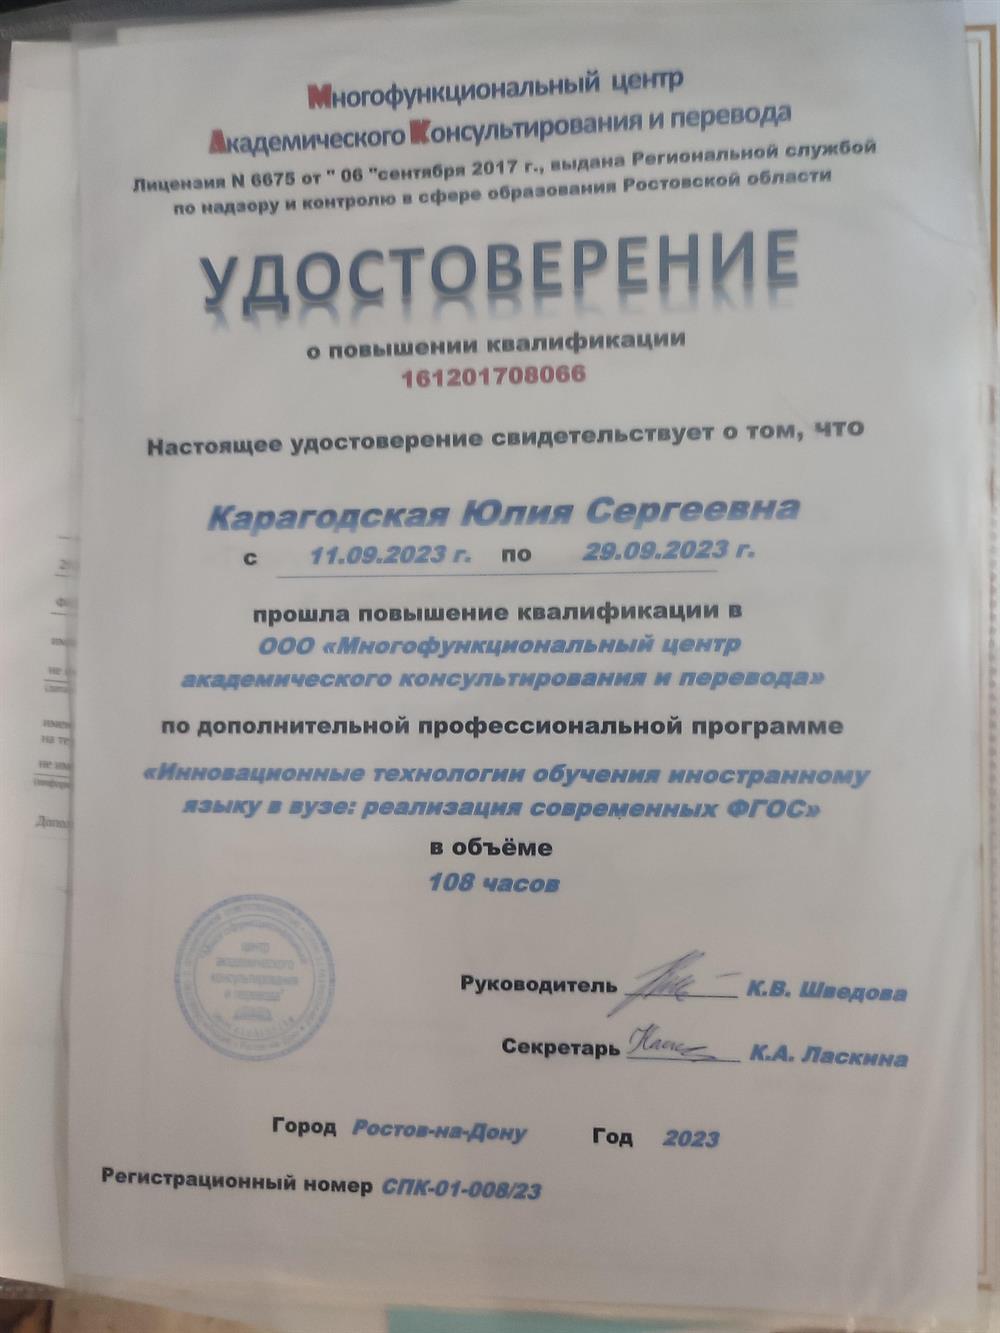 Многофункциональный центр
Академического Консультирования и перевода
Лицензия N 6675 от " 06 "сентября 2017 г., выдана Региональной службой
по надзору и контролю в сфере образования Ростовской области
УДОСТОВЕРЕНИЕ
о повышении квалификации
161201708066
Настоящее удостоверение свидетельствует о том, что
Карагодская Юлия Сергеевна
с 11.09.2023 г. по 29.09.2023 г.
прошла повышение квалификации в
ООО «Многофункциональный центр
академического консультирования и перевода»
по дополнительной профессиональной программе
«Инновационные технологии обучения иностранному
языку в вузе: реализация современных ФГОС»
в объёме
108 часов
центр
академического
консультирования
и перевода"
Руководитель К.В. Шведова
Секретарь К.А. Ласкина
Город Ростов-на-Дону Год 2023
Регистрационный номер СПК-01-008/23